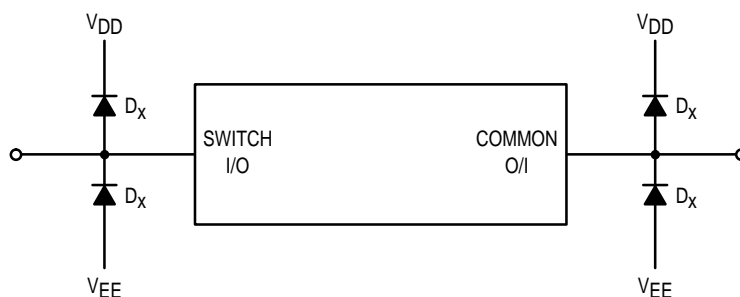 VDD
VDD
DX
DX
SWITCH
I/O
COMMON
O/I
DX
DX
VEE
VEE